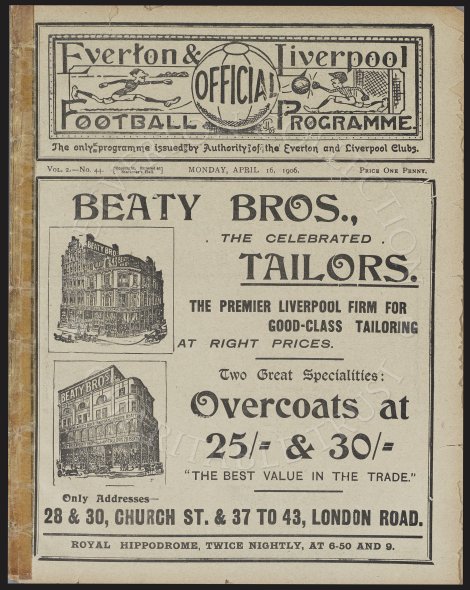 Everton & Liverpool
OFFICIAL
FOOTBALL PROGRAMME.
The only programme issued by Authority of the Everton and Liverpool Clubs.
VOL. 2.—No. 44. MONDAY, APRIL 16, 1906. PRICE ONE PENNY.
BEATY BROS.,
. THE CELEBRATED .
TAILORS.
THE PREMIER LIVERPOOL FIRM FOR
GOOD-CLASS TAILORING
AT RIGHT PRICES.
BEATY BROS
Two Great Specialities:
Overcoats at
25/= & 30/=
"THE BEST VALUE IN THE TRADE."
BEATY BROS
Only Addresses—
28 & 30, CHURCH ST. & 37 TO 43, LONDON ROAD.
ROYAL HIPPODROME, TWICE NIGHTLY, AT 6-50 AND 9.